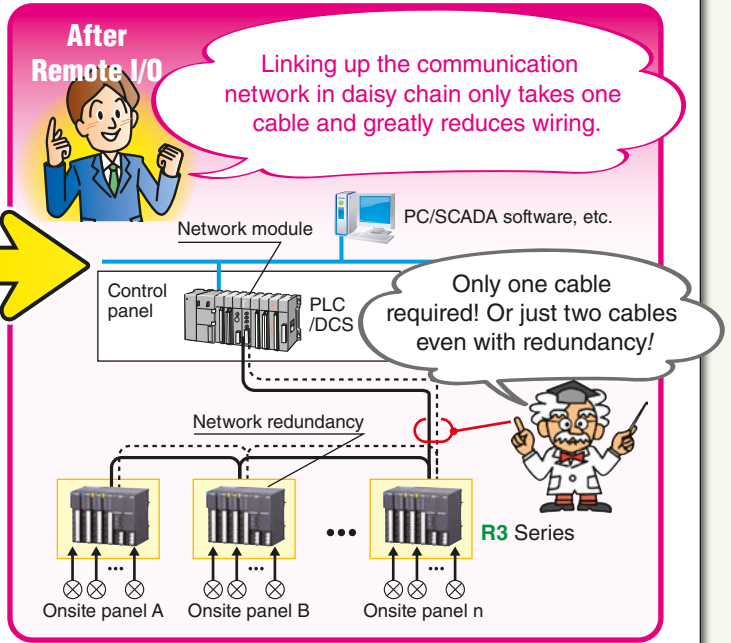 After
Remote I/O
Linking up the communication
network in daisy chain only takes one
cable and greatly reduces wiring.
PC/SCADA software, etc.
Network module
Control
panel
PLC
/DCS
Only one cable
required! Or just two cables
even with redundancy!
Network redundancy
•••
R3 Series
...
...
...
Onsite panel A
Onsite panel B
Onsite panel n